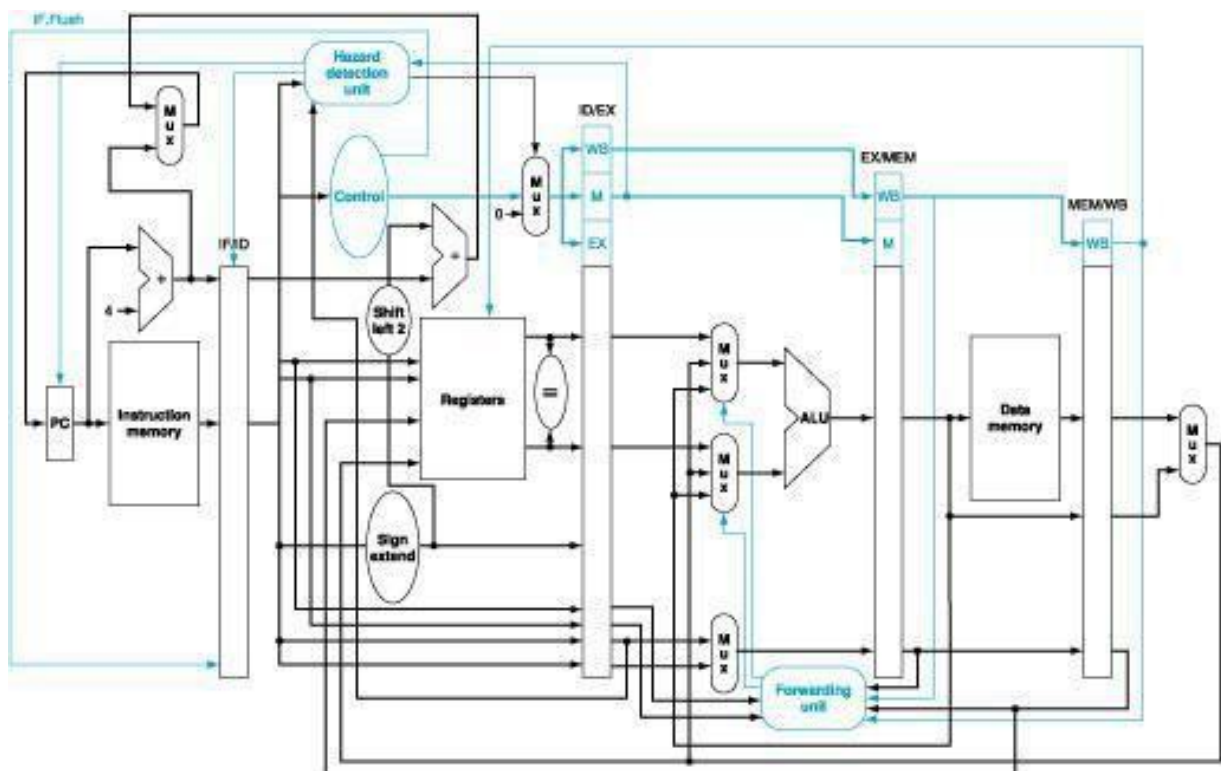 IF.Flush
Hazard
detection
unit
M
u
x
ID/EX
WB
EX/MEM
Control
M
u
x
M
WB
MEM/WB
0
IF/ID
+
EX
M
WB
+
4
Shift
left 2
M
u
x
PC
Instruction
memory
Registers
=
ALU
Data
memory
M
u
x
M
u
x
Sign
extend
M
u
x
Forwarding
unit